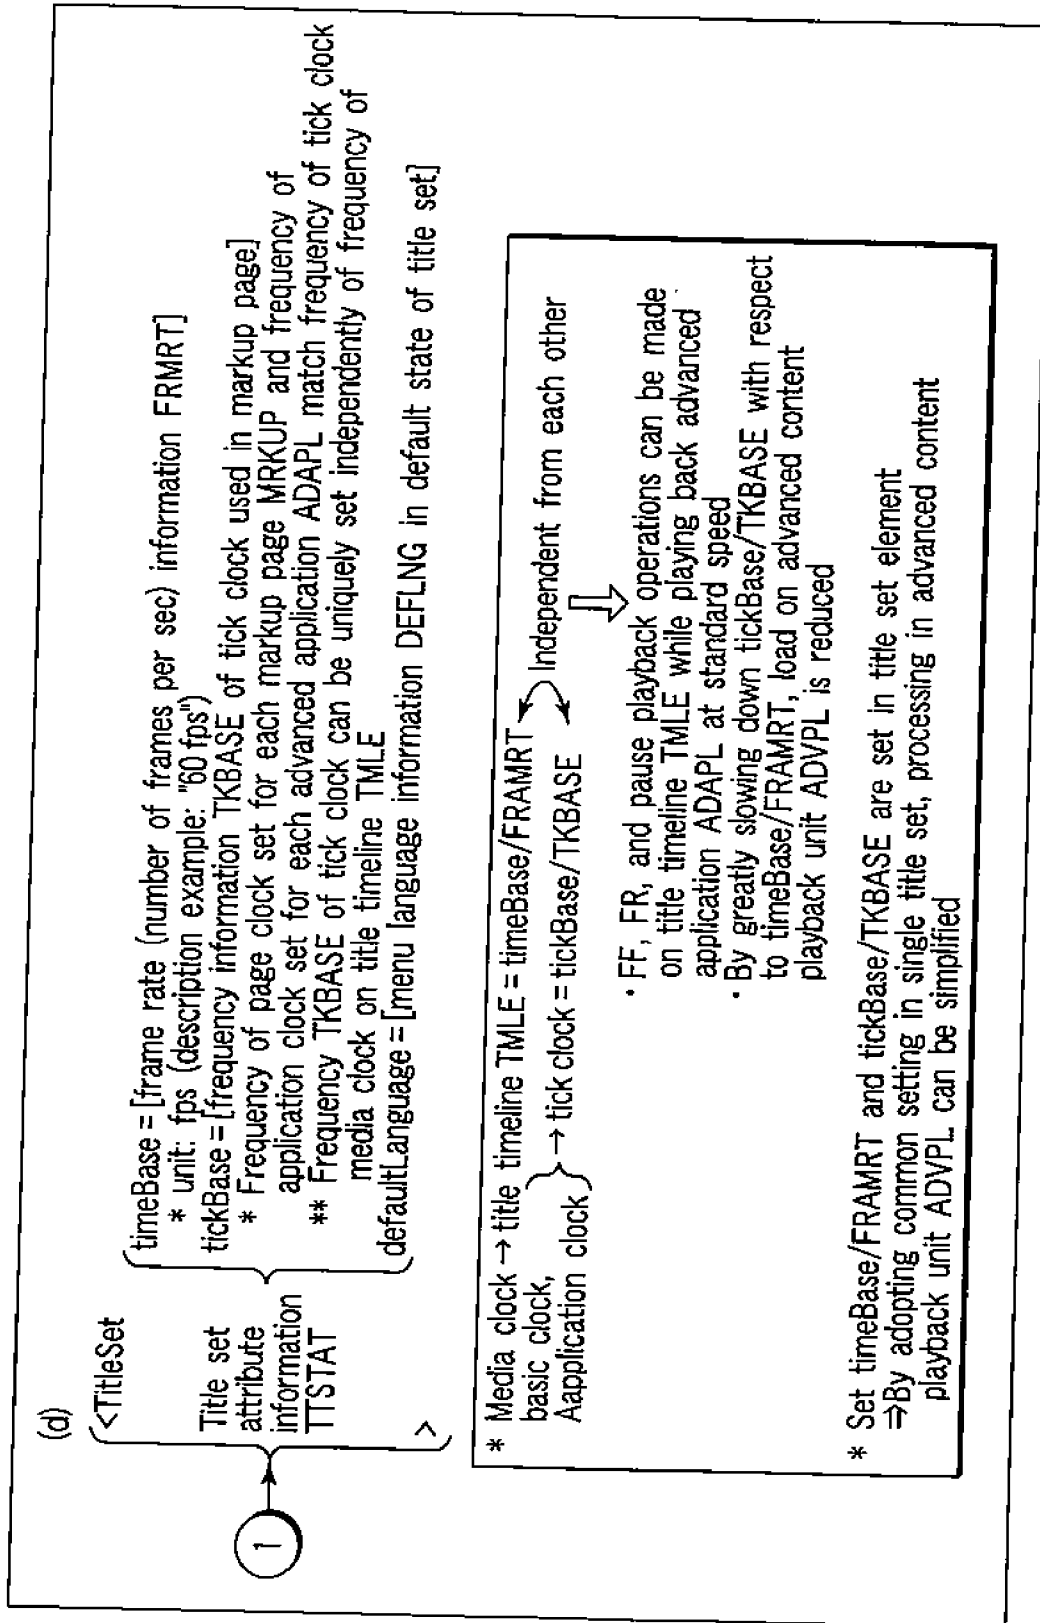 (d)
<TitleSet
Title set
attribute
information
TTSTAT
>
1
timeBase = [frame rate (number of frames per sec) information FRMRT]
* unit: fps (description example: "60 fps")
tickBase = [frequency information TKBASE of tick clock used in markup page]
* Frequency of page clock set for each markup page MRKUP and frequency of
application clock set for each advanced application ADAPL match frequency of tick clock
** Frequency TKBASE of tick clock can be uniquely set independently of frequency of
media clock on title timeline TMLE
defaultLanguage = [menu language information DEFLNG in default state of title set]
* Media clock → title timeline TMLE = timeBase/FRAMRT
basic clock,
Aapplication clock
→ tick clock = tickBase/TKBASE
Independent from each other
· FF, FR, and pause playback operations can be made
on title timeline TMLE while playing back advanced
application ADAPL at standard speed
· By greatly slowing down tickBase/TKBASE with respect
to timeBase/FRAMRT, load on advanced content
playback unit ADVPL is reduced
* Set timeBase/FRAMRT and tickBase/TKBASE are set in title set element
⇒By adopting common setting in single title set, processing in advanced content
playback unit ADVPL can be simplified